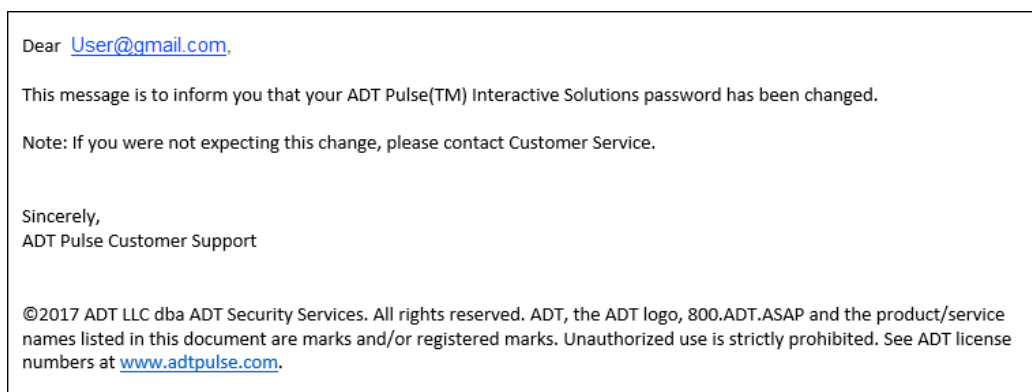 Dear User@gmail.com,
This message is to inform you that your ADT Pulse(TM) Interactive Solutions password has been changed.
Note: If you were not expecting this change, please contact Customer Service.
Sincerely,
ADT Pulse Customer Support
©2017 ADT LLC dba ADT Security Services. All rights reserved. ADT, the ADT logo, 800.ADT.ASAP and the product/service
names listed in this document are marks and/or registered marks. Unauthorized use is strictly prohibited. See ADT license
numbers at www.adtpulse.com.